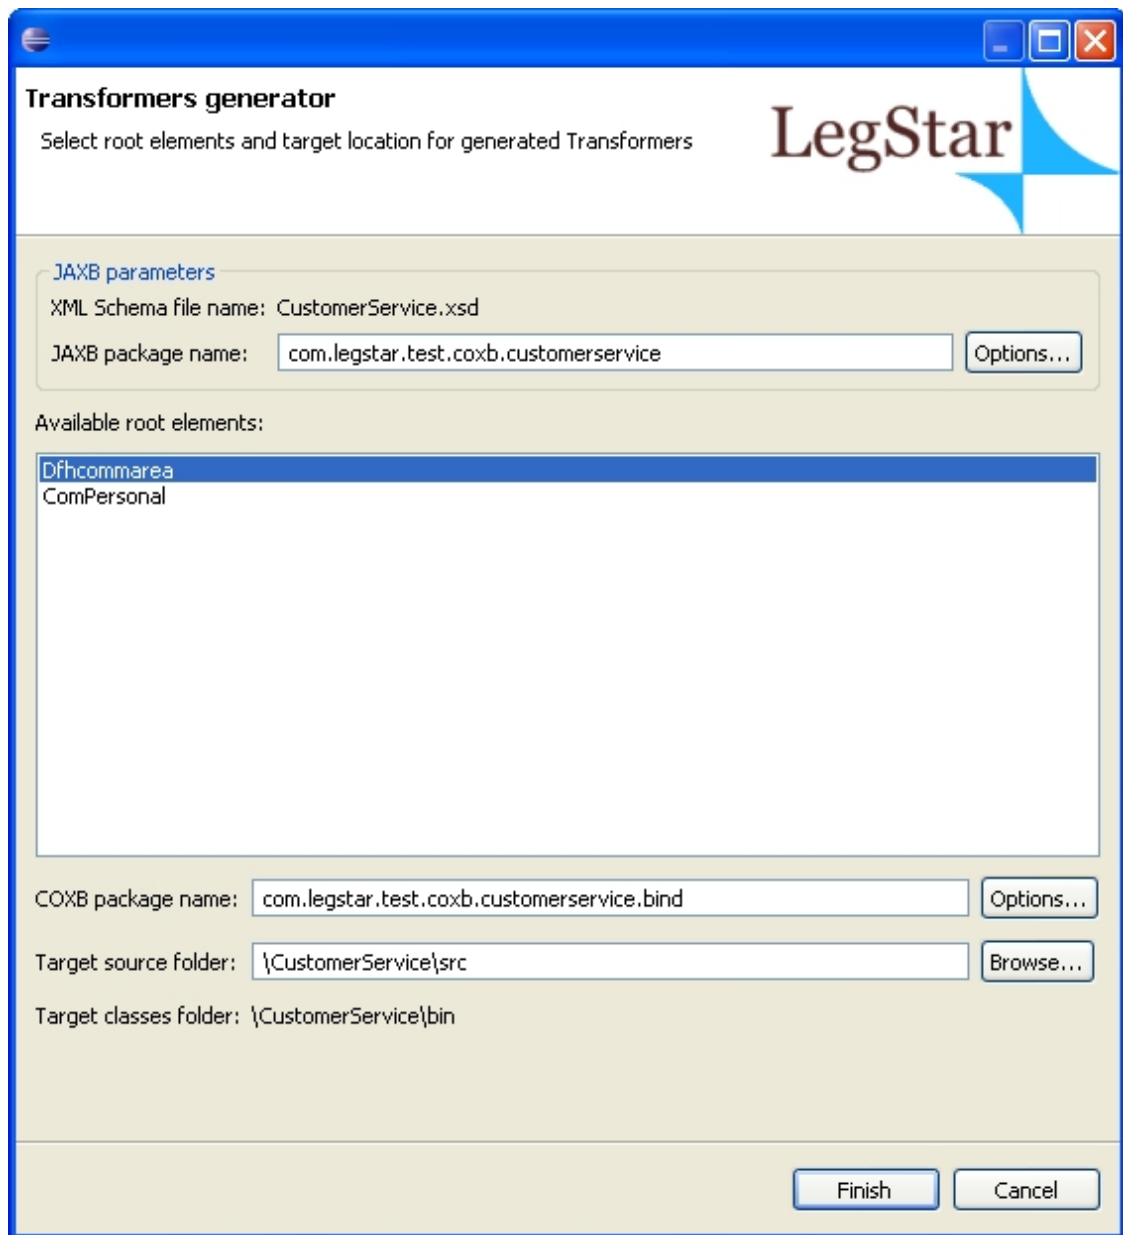 Transformers generator
Select root elements and target location for generated Transformers
LegStar
JAXB parameters
XML Schema file name: CustomerService.xsd
JAXB package name: com.legstar.test.coxb.customerservice Options...
Available root elements:
Dfhcommarea
ComPersonal
COXB package name: com.legstar.test.coxb.customerservice.bind Options...
Target source folder: \CustomerService\src Browse...
Target classes folder: \CustomerService\bin
Finish Cancel